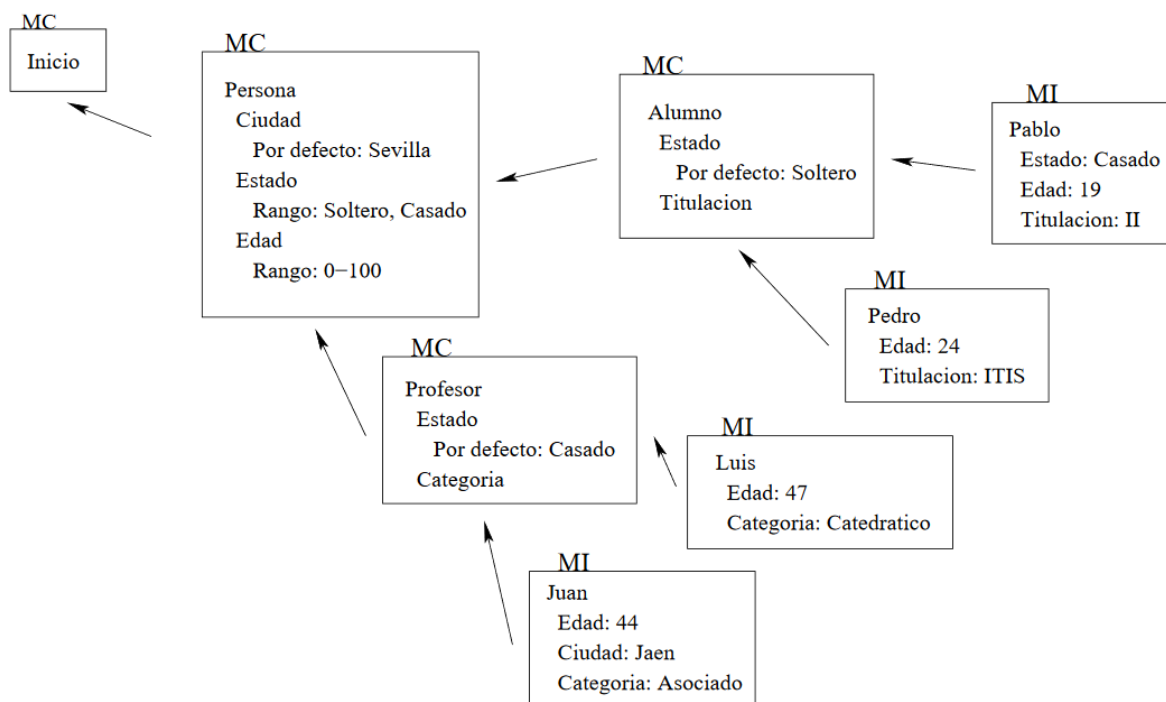 MC
Inicio
MC
Persona
Ciudad
Por defecto: Sevilla
Estado
Rango: Soltero, Casado
Edad
Rango: 0−100
MC
Alumno
Estado
Por defecto: Soltero
Titulacion
MI
Pablo
Estado: Casado
Edad: 19
Titulacion: II
MI
Pedro
Edad: 24
Titulacion: ITIS
MC
Profesor
Estado
Por defecto: Casado
Categoria
MI
Luis
Edad: 47
Categoria: Catedratico
MI
Juan
Edad: 44
Ciudad: Jaen
Categoria: Asociado